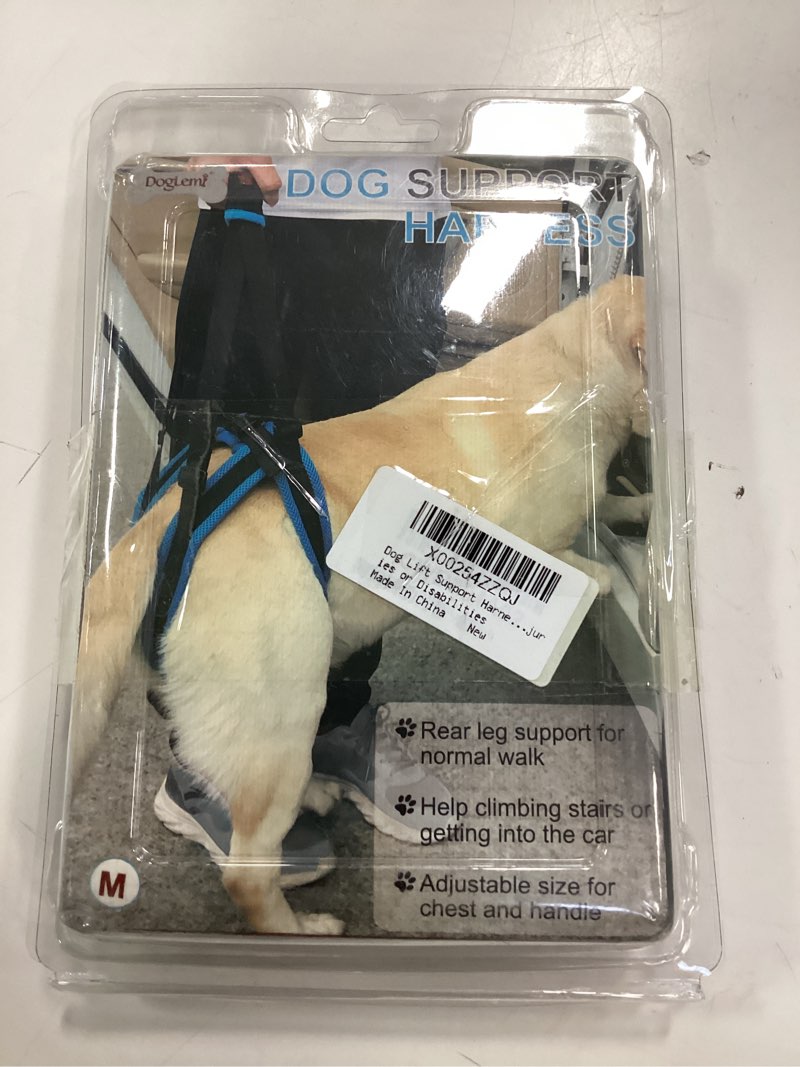 DogLemi
DOG SUPPORT
HARNESS
X00254ZZQJ
Dog Lift Support Harne...jur
ies or Disabilities
Made in China New
Rear leg support for
normal walk
Help climbing stairs or
getting into the car
Adjustable size for
chest and handle
M